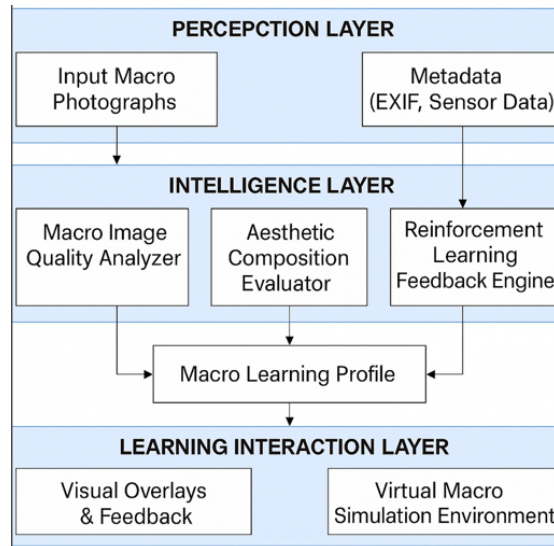 PERCEPCTION LAYER
Input Macro
Photographs
Metadata
(EXIF, Sensor Data)
INTELLIGENCE LAYER
Macro Image
Quality Analyzer
Aesthetic
Composition
Evaluator
Reinforcement
Learning
Feedback Engine
Macro Learning Profile
LEARNING INTERACTION LAYER
Visual Overlays
& Feedback
Virtual Macro
Simulation Environment